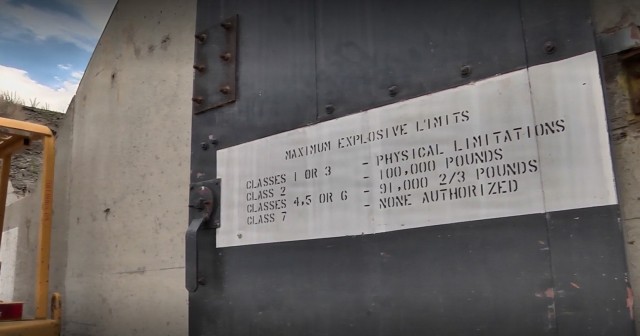 MAXIMUM EXPLOSIVE LIMITS
CLASSES 1 OR 3 - PHYSICAL LIMITATIONS
CLASS 2 - 100,000 POUNDS
CLASSES 4,5 OR 6 - 91,000 2/3 POUNDS
CLASS 7 - NONE AUTHORIZED